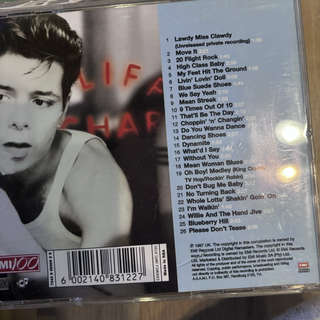 LIFF
CHAR
1 Lawdy Miss Clawdy
(Unreleased private recording)
2 Move It
3 20 Flight Rock
4 High Class Baby
5 My Feet Hit The Ground
6 Livin' Lovin' Doll
7 Blue Suede Shoes
8 We Say Yeah
9 Mean Streak
10 9 Times Out Of 10
11 That'll Be The Day
12 Choppin' 'n' Changin'
13 Do You Wanna Dance
14 Dancing Shoes
15 Dynamite
16 What'd I Say
17 Without You
18 Mean Woman Blues
19 Oh Boy! Medley
TV Hop/Rockin' Robin)
20 Don't Bug Me Baby
21 No Turning Back
22 Whole Lotta' Shakin' Goin' On
23 I'm Walkin'
24 Willie And The Hand Jive
25 Blueberry Hill
26 Please Don't Tease
EMI100
6 002140 831227
EMI